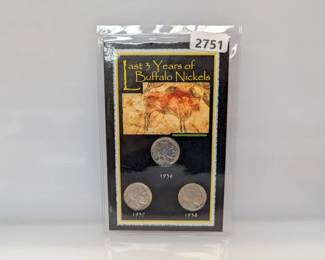 2751
Last 3 Years of
Buffalo Nickels
1936
1937 1938